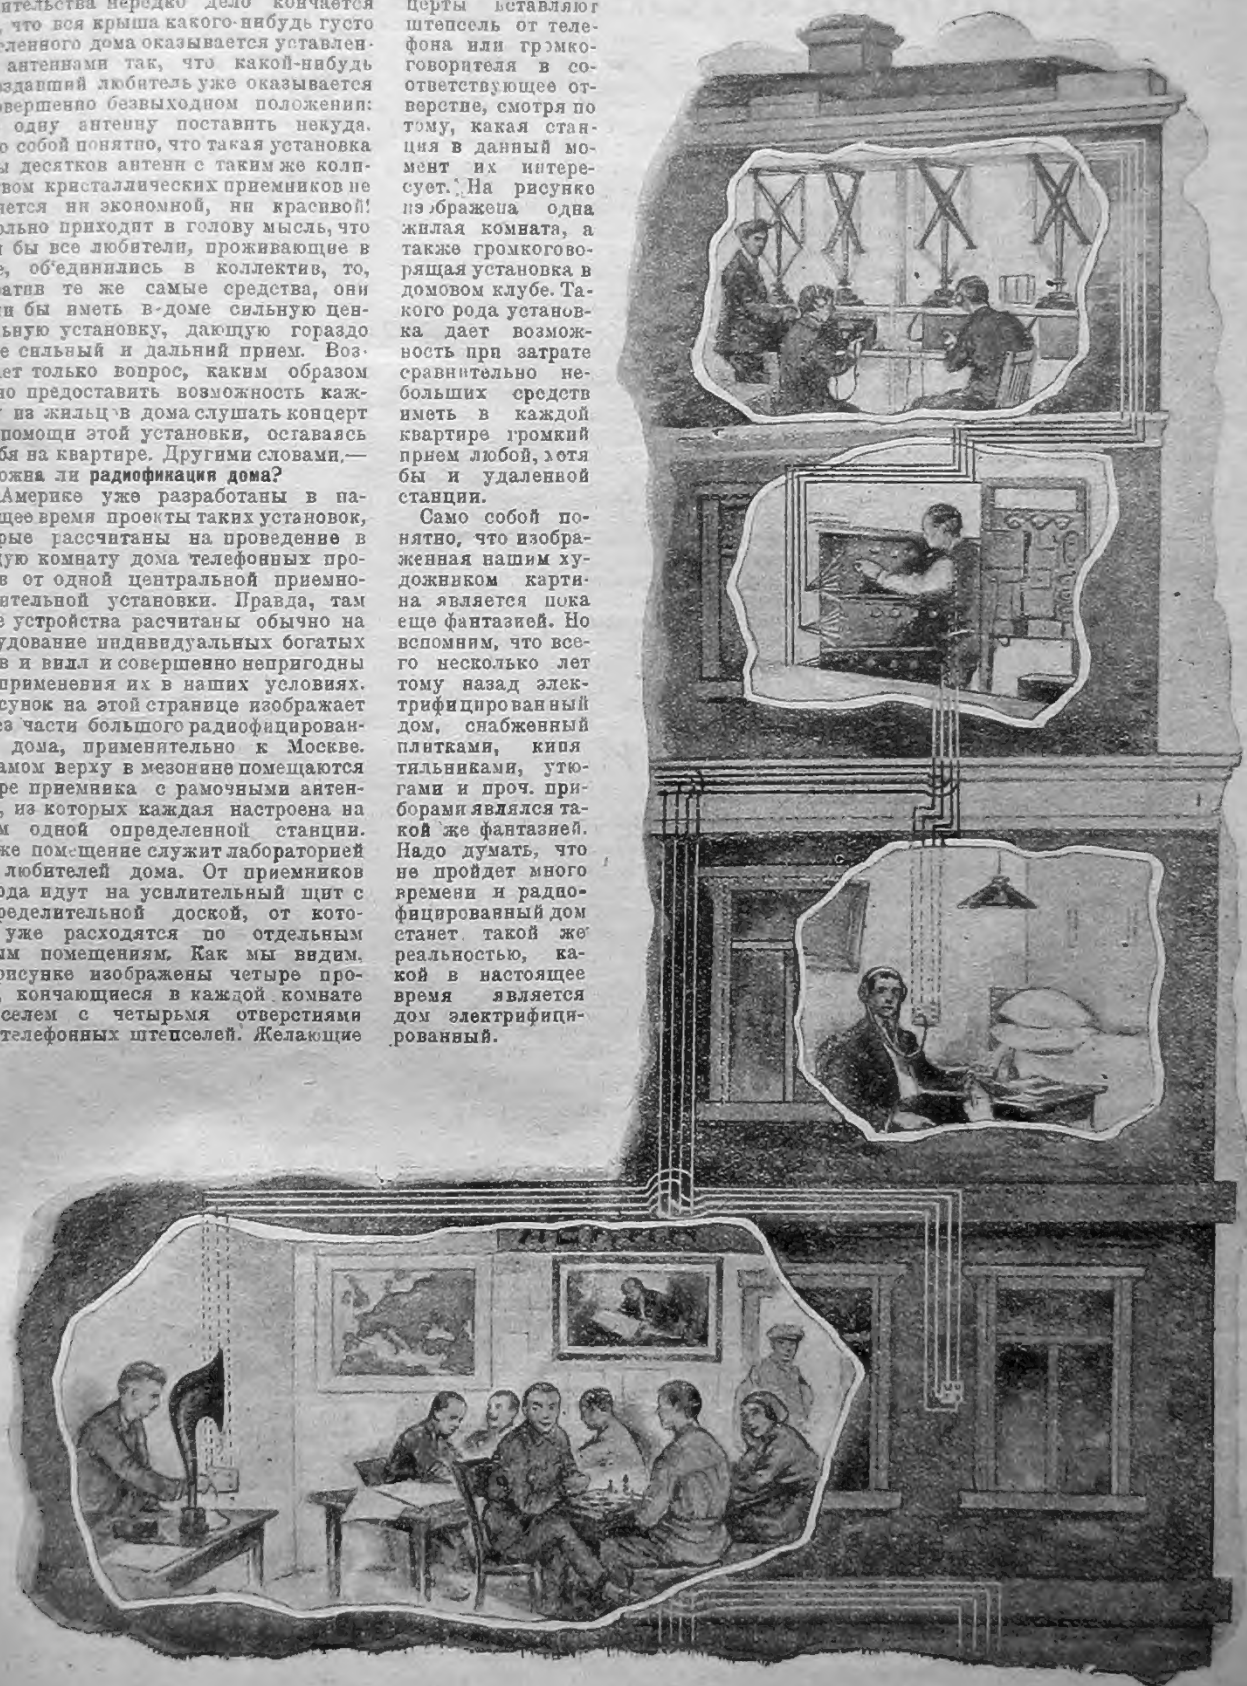 ительства нередко дело кончается
что вся крыша какого-нибудь густо
ленного дома оказывается уставлен-
антеннами так, что какой-нибудь
здавший любитель уже оказывается
овершенно безвыходном положении:
одну антенну поставить некуда.
о собой понятно, что такая установка
ы десятков антенн с таким же коли-
вом кристаллических приемников не
яется ни экономной, ни красивой!
ольно приходит в голову мысль, что
и бы все любители, проживающие в
е, об'единились в коллектив, то,
атив те же самые средства, они
и бы иметь в доме сильную цен-
ьную установку, дающую гораздо
е сильный и дальний прием. Воз-
ет только вопрос, каким образом
но предоставить возможность каж-
из жильцов дома слушать концерт
помощи этой установки, оставаясь
бя на квартире. Другими словами,—
ожна ли радиофикация дома?
Америке уже разработаны в на-
щее время проекты таких установок,
рые рассчитаны на проведение в
ую комнату дома телефонных про-
в от одной центральной приемно-
ительной установки. Правда, там
е устройства расчитаны обычно на
удование индивидуальных богатых
в и вилл и совершенно непригодны
применения их в наших условиях.
сунок на этой странице изображает
ез части большого радиофицирован-
дома, применительно к Москве.
амом верху в мезонине помещаются
ре приемника с рамочными антен-
, из которых каждая настроена на
м одной определенной станции.
же помещение служит лабораторией
любителей дома. От приемников
ода идут на усилительный щит с
ределительной доской, от кото-
уже расходятся по отдельным
ым помещениям. Как мы видим,
рисунке изображены четыре про-
, кончающиеся в каждой комнате
селем с четырьмя отверстиями
телефонных штепселей. Желающие
церты вставляют
штепсель от теле-
фона или громко-
говорителя в со-
ответствующее от-
верстие, смотря по
тому, какая стан-
ция в данный мо-
мент их интере-
сует. На рисунке
изображена одна
жилая комната, а
также громкогово-
рящая установка в
домовом клубе. Та-
кого рода установ-
ка дает возмож-
ность при затрате
сравнительно не-
больших средств
иметь в каждой
квартире громкий
прием любой, хотя
бы и удаленной
станции.
Само собой по-
нятно, что изобра-
женная нашим ху-
дожником карти-
на является пока
еще фантазией. Но
вспомним, что все-
го несколько лет
тому назад элек-
трифицированный
дом, снабженный
плитками, кипя
тильниками, утю-
гами и проч. при-
борами являлся та-
кой же фантазией.
Надо думать, что
не пройдет много
времени и радио-
фицированный дом
станет такой же
реальностью, ка-
кой в настоящее
время является
дом электрифици-
рованный.